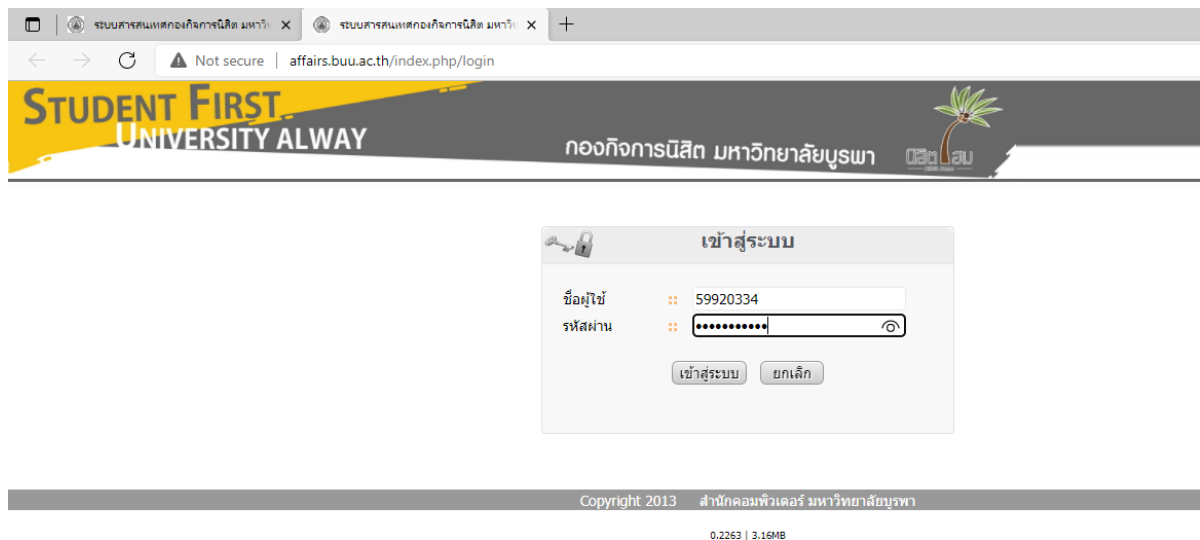 ระบบสารสนเทศกองกิจการนิสิต มหาวิ
ระบบสารสนเทศกองกิจการนิสิต มหาวิ
Not secure | affairs.buu.ac.th/index.php/login
STUDENT FIRST
UNIVERSITY ALWAY
กองกิจการนิสิต มหาวิทยาลัยบูรพา
นิสิต ฮบ
เข้าสู่ระบบ
ชื่อผู้ใช้ :: 59920334
รหัสผ่าน :: •••••••••••
เข้าสู่ระบบ ยกเลิก
Copyright 2013 สำนักคอมพิวเตอร์ มหาวิทยาลัยบูรพา
0.2263 | 3.16MB